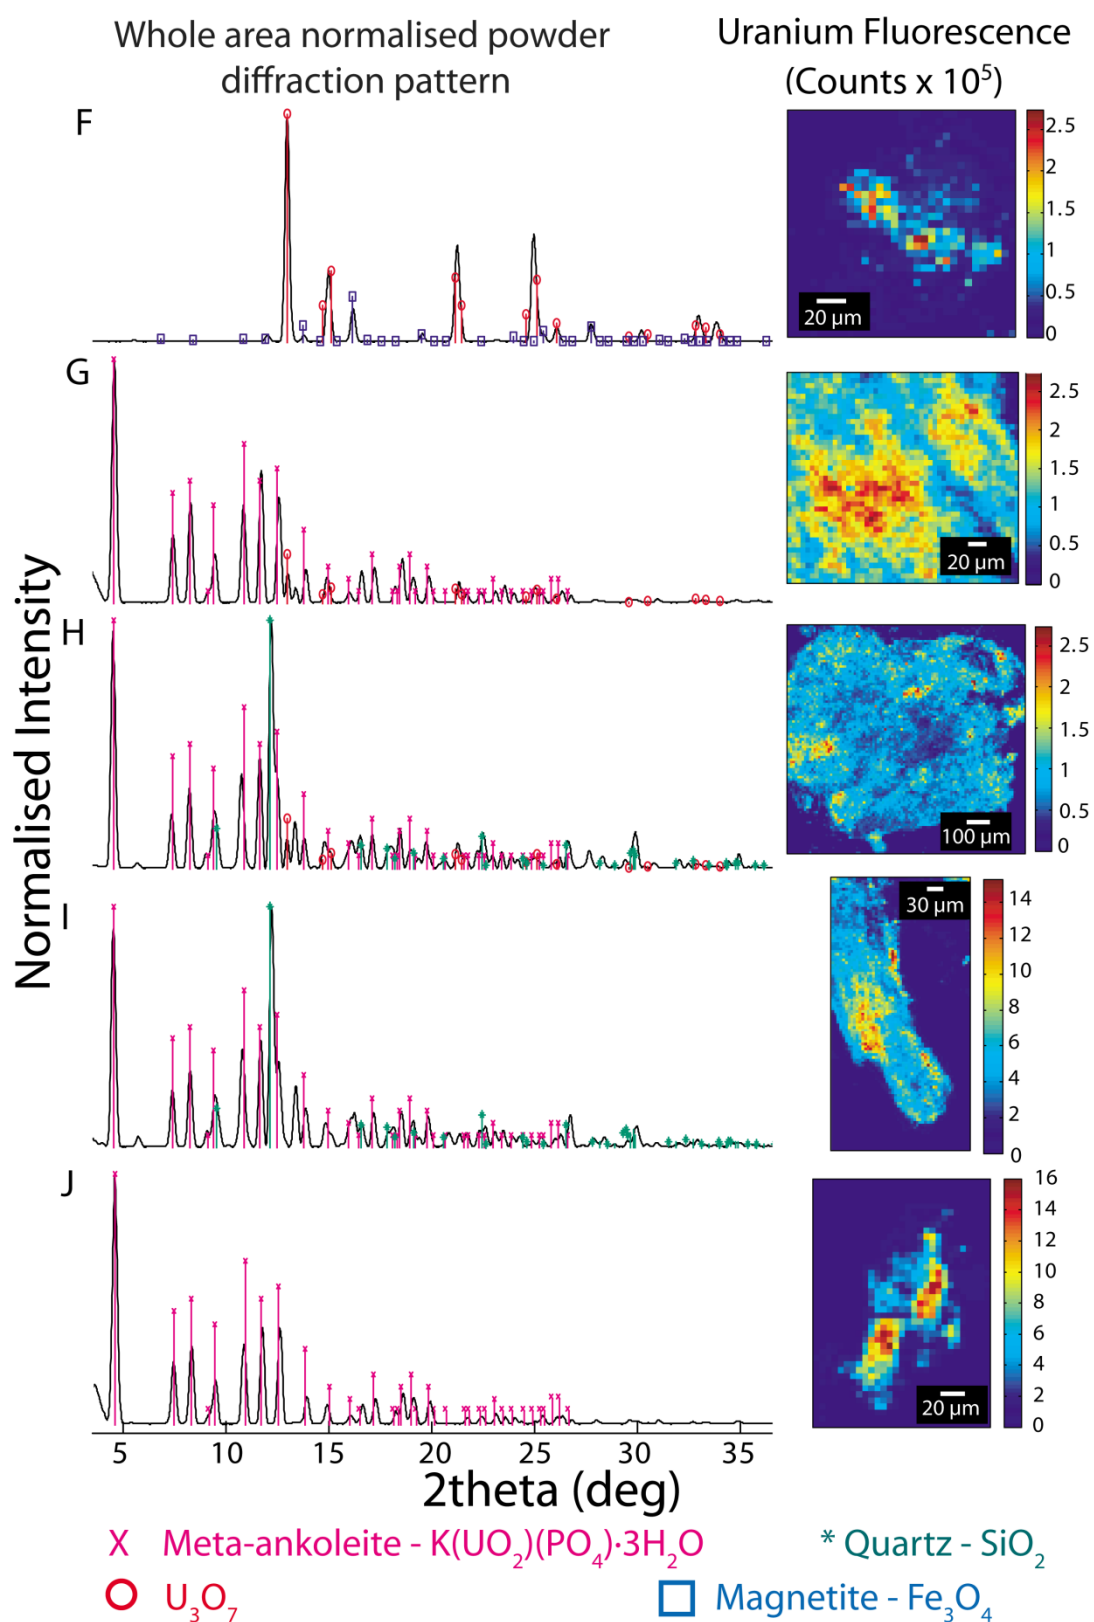 Whole area normalised powder
diffraction pattern
Uranium Fluorescence
(Counts x 10⁵)
F
2.5
2
1.5
1
0.5
0
20 µm
G
2.5
2
1.5
1
0.5
0
20 µm
H
2.5
2
1.5
1
0.5
0
100 µm
I
30 µm
14
12
10
8
6
4
2
0
J
16
14
12
10
8
6
4
2
0
20 µm
Normalised Intensity
5 10 15 20 25 30 35
2theta (deg)
X Meta-ankoleite - K(UO₂)(PO₄)·3H₂O * Quartz - SiO₂
U₃O₇ Magnetite - Fe₃O₄